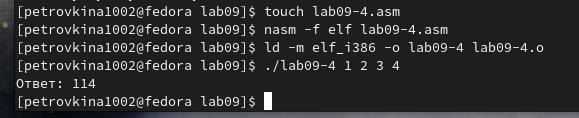 [petrovkina1002@fedora lab09]$ touch lab09-4.asm
[petrovkina1002@fedora lab09]$ nasm -f elf lab09-4.asm
[petrovkina1002@fedora lab09]$ ld -m elf_i386 -o lab09-4 lab09-4.o
[petrovkina1002@fedora lab09]$ ./lab09-4 1 2 3 4
Ответ: 114
[petrovkina1002@fedora lab09]$